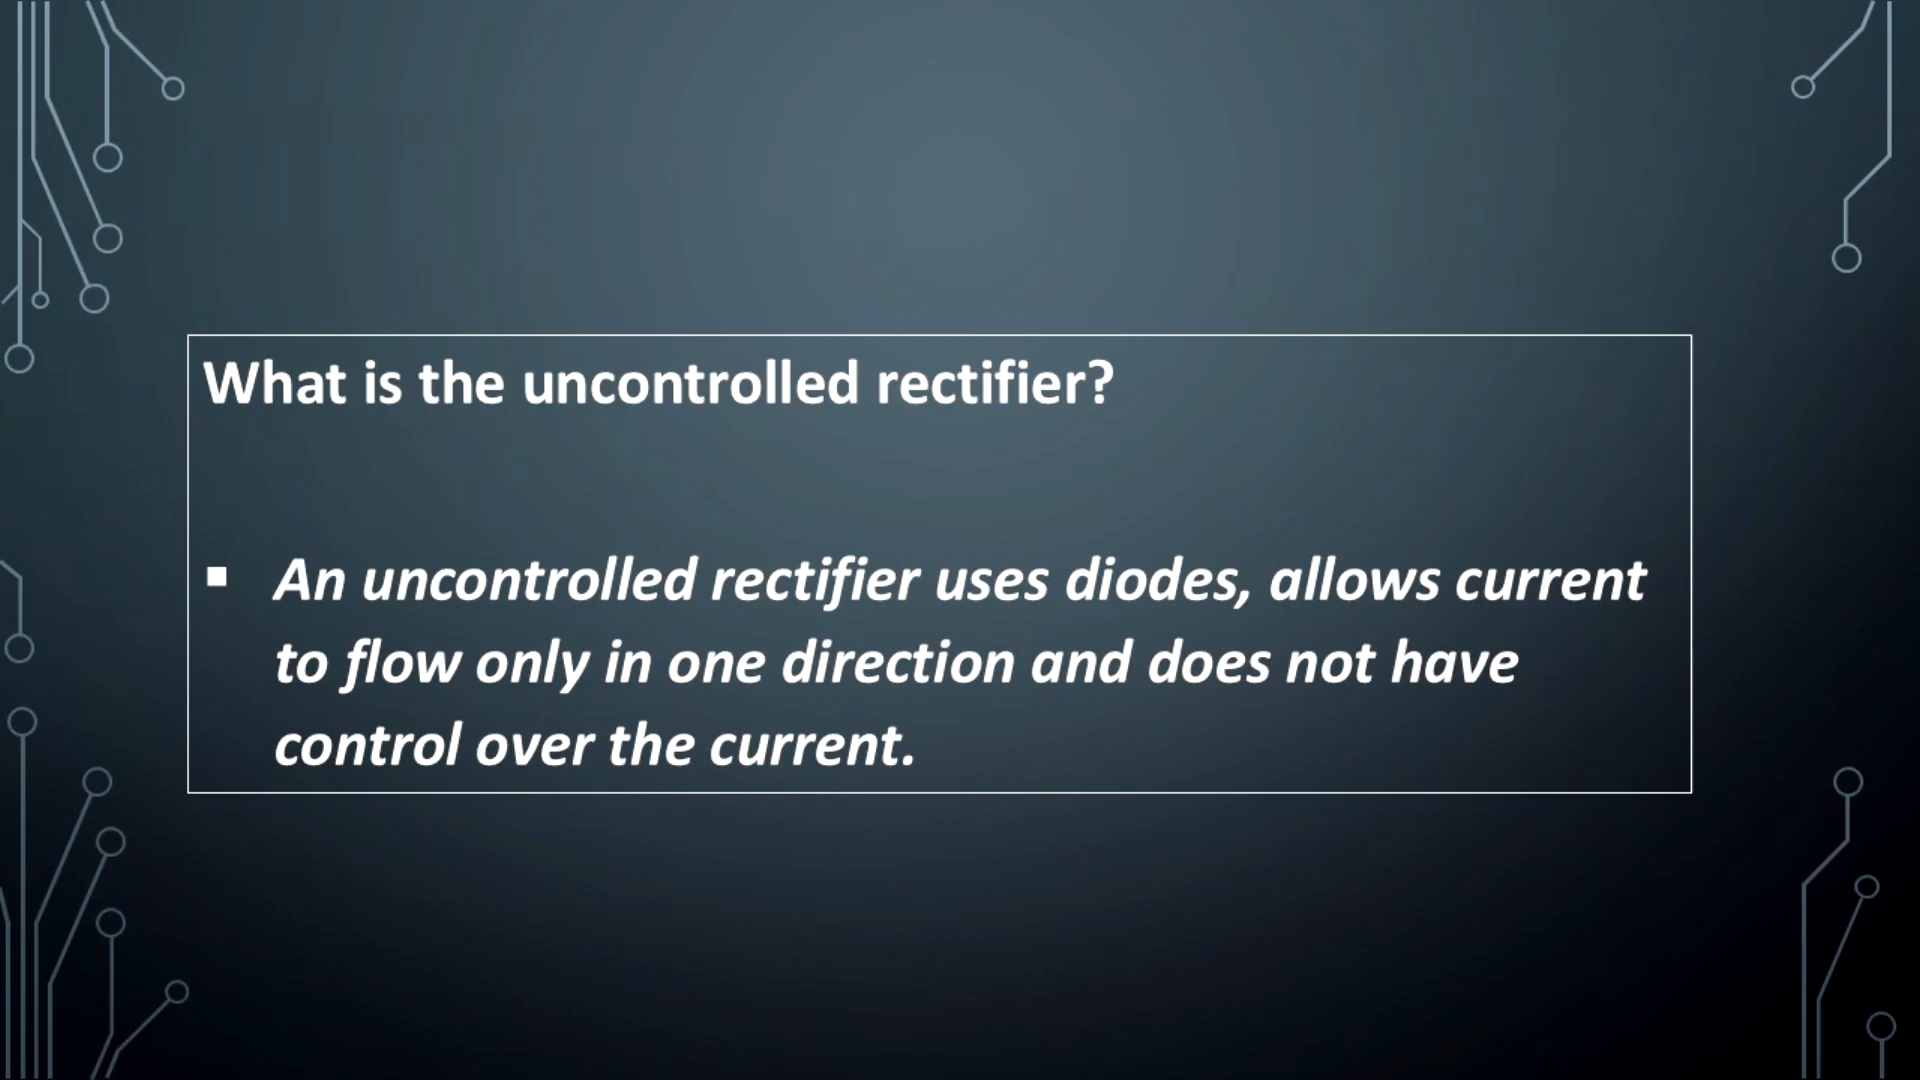 What is the uncontrolled rectifier?
▪ An uncontrolled rectifier uses diodes, allows current
to flow only in one direction and does not have
control over the current.